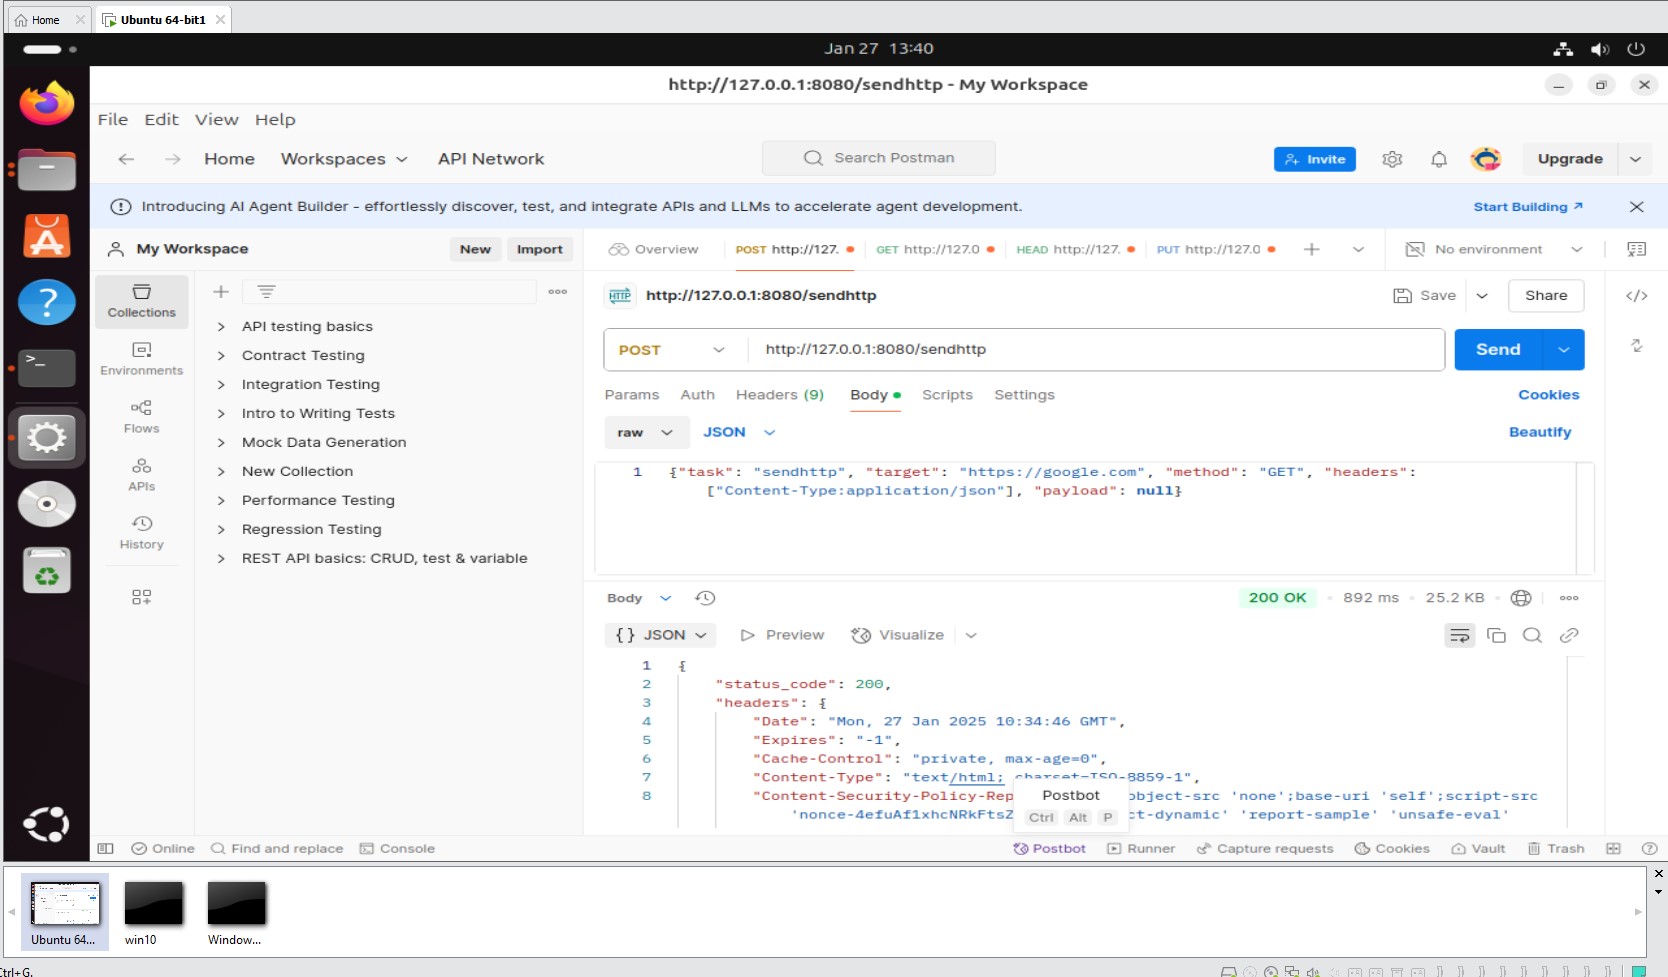 Home
Ubuntu 64-bit1
Jan 27 13:40
http://127.0.0.1:8080/sendhttp - My Workspace
File Edit View Help
Home Workspaces API Network
Search Postman
Invite
Upgrade
Introducing AI Agent Builder - effortlessly discover, test, and integrate APIs and LLMs to accelerate agent development.
Start Building
My Workspace
New
Import
Overview
POST http://127.
GET http://127.0
HEAD http://127.
PUT http://127.0
No environment
Collections
Environments
Flows
APIs
History
API testing basics
Contract Testing
Integration Testing
Intro to Writing Tests
Mock Data Generation
New Collection
Performance Testing
Regression Testing
REST API basics: CRUD, test & variable
HTTP
http://127.0.0.1:8080/sendhttp
Save
Share
POST
http://127.0.0.1:8080/sendhttp
Send
Params Auth Headers (9) Body Scripts Settings
Cookies
raw
JSON
Beautify
1 {"task": "sendhttp", "target": "https://google.com", "method": "GET", "headers":
["Content-Type:application/json"], "payload": null}
Body
200 OK
892 ms
25.2 KB
{} JSON
Preview
Visualize
1 {
2 "status_code": 200,
3 "headers": {
4 "Date": "Mon, 27 Jan 2025 10:34:46 GMT",
5 "Expires": "-1",
6 "Cache-Control": "private, max-age=0",
7 "Content-Type": "text/html; charset=ISO-8859-1",
8 "Content-Security-Policy-Rep object-src 'none';base-uri 'self';script-src
'nonce-4efuAf1xhcNRkFtsZ ct-dynamic' 'report-sample' 'unsafe-eval'
Postbot
Ctrl Alt P
Online
Find and replace
Console
Postbot
Runner
Capture requests
Cookies
Vault
Trash
Ubuntu 64...
win10
Window...
trl+G.